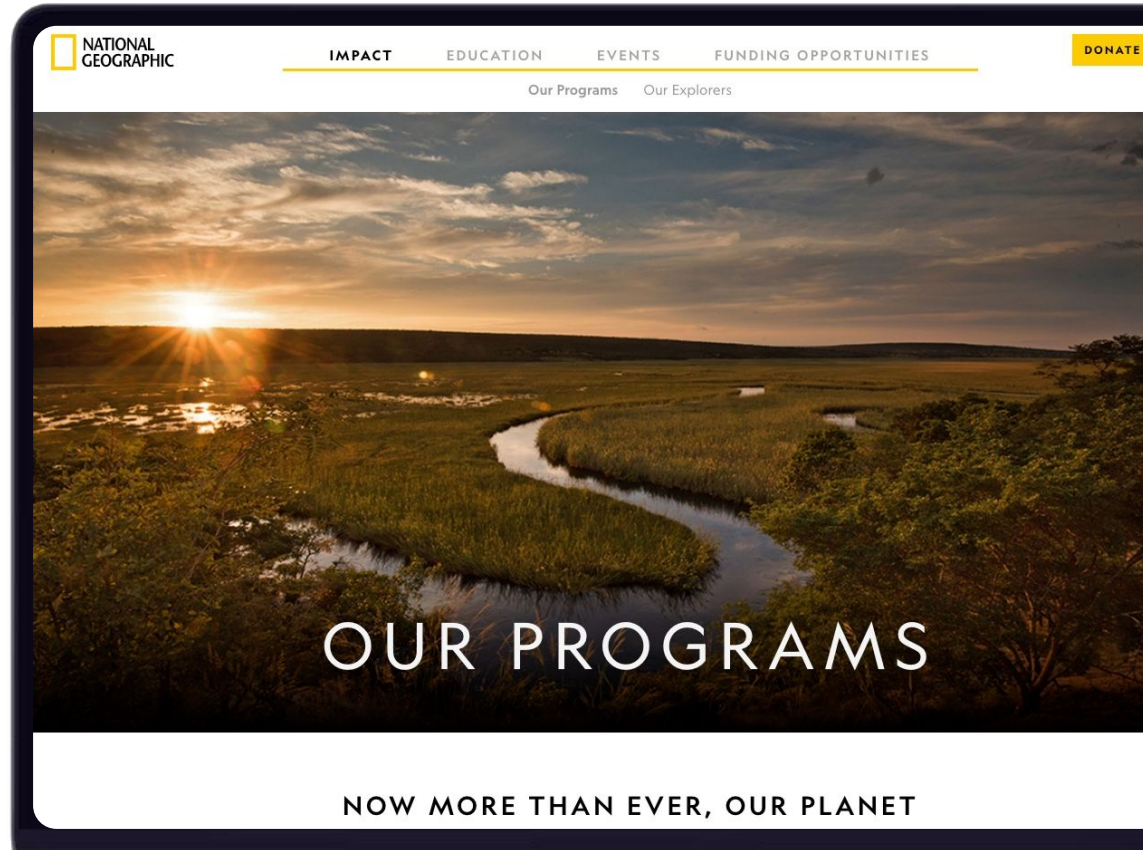 NATIONAL
GEOGRAPHIC
IMPACT EDUCATION EVENTS FUNDING OPPORTUNITIES
DONATE
Our Programs Our Explorers
OUR PROGRAMS
NOW MORE THAN EVER, OUR PLANET